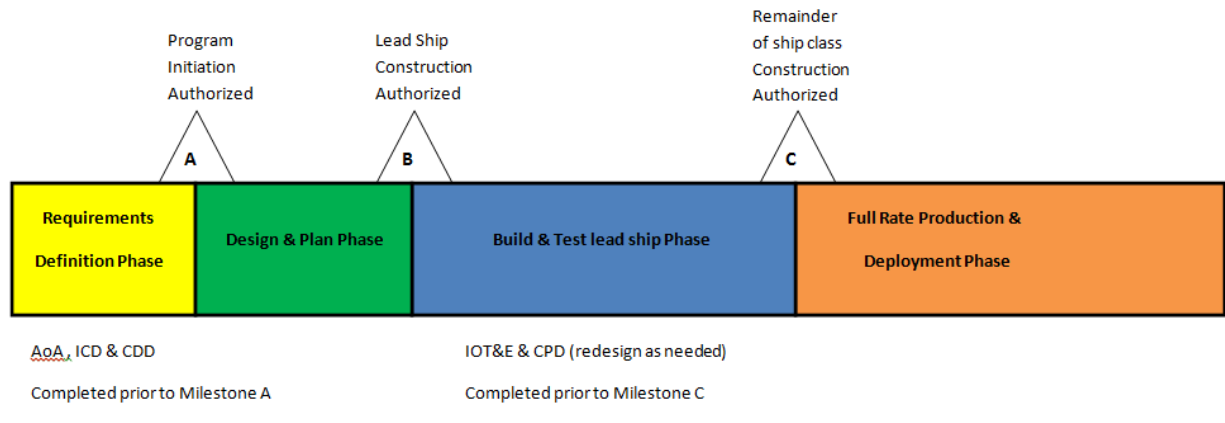 Program
Initiation
Authorized
Lead Ship
Construction
Authorized
Remainder
of ship class
Construction
Authorized
A
B
C
Requirements
Definition Phase
Design & Plan Phase
Build & Test lead ship Phase
Full Rate Production &
Deployment Phase
AoA , ICD & CDD
Completed prior to Milestone A
IOT&E & CPD (redesign as needed)
Completed prior to Milestone C